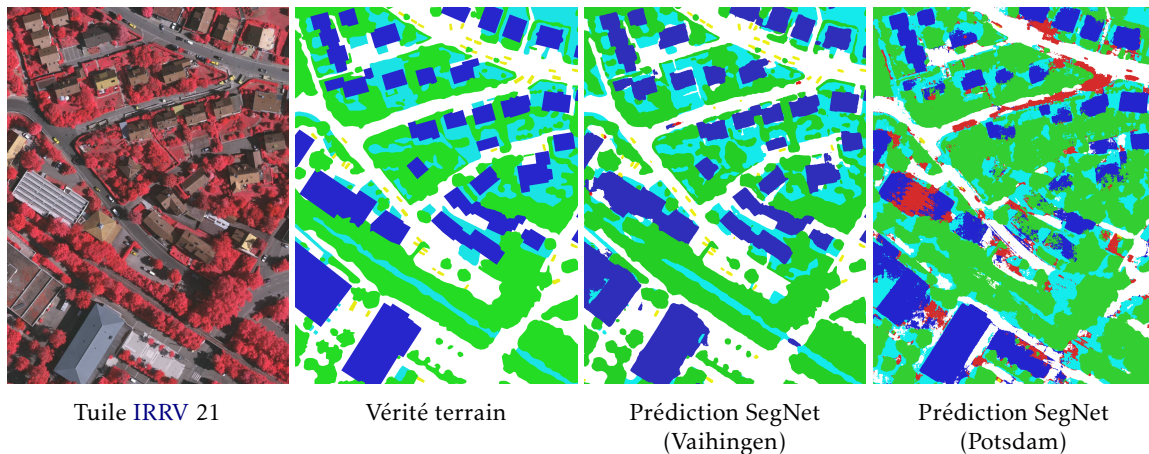 Tuile IRRV 21
Vérité terrain
Prédiction SegNet
(Vaihingen)
Prédiction SegNet
(Potsdam)